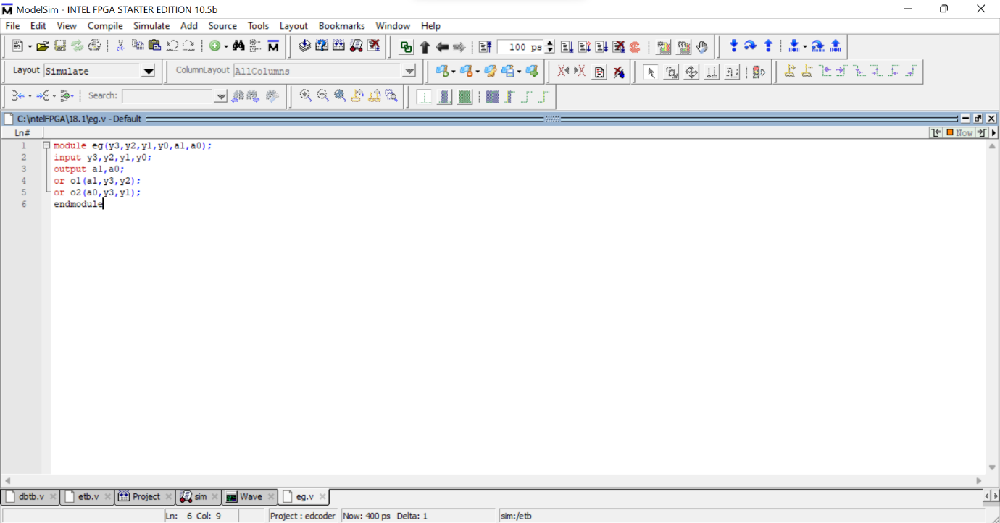 ModelSim - INTEL FPGA STARTER EDITION 10.5b
File Edit View Compile Simulate Add Source Tools Layout Bookmarks Window Help
100 ps
Layout Simulate ColumnLayout AllColumns
Search:
C:\intelFPGA\18.1\eg.v - Default
Ln# Now
1 module eg(y3,y2,y1,y0,a1,a0);
2 input y3,y2,y1,y0;
3 output a1,a0;
4 or o1(a1,y3,y2);
5 or o2(a0,y3,y1);
6 endmodule
dbtb.v etb.v Project sim Wave eg.v
Ln: 6 Col: 9 Project : edcoder Now: 400 ps Delta: 1 sim:/etb